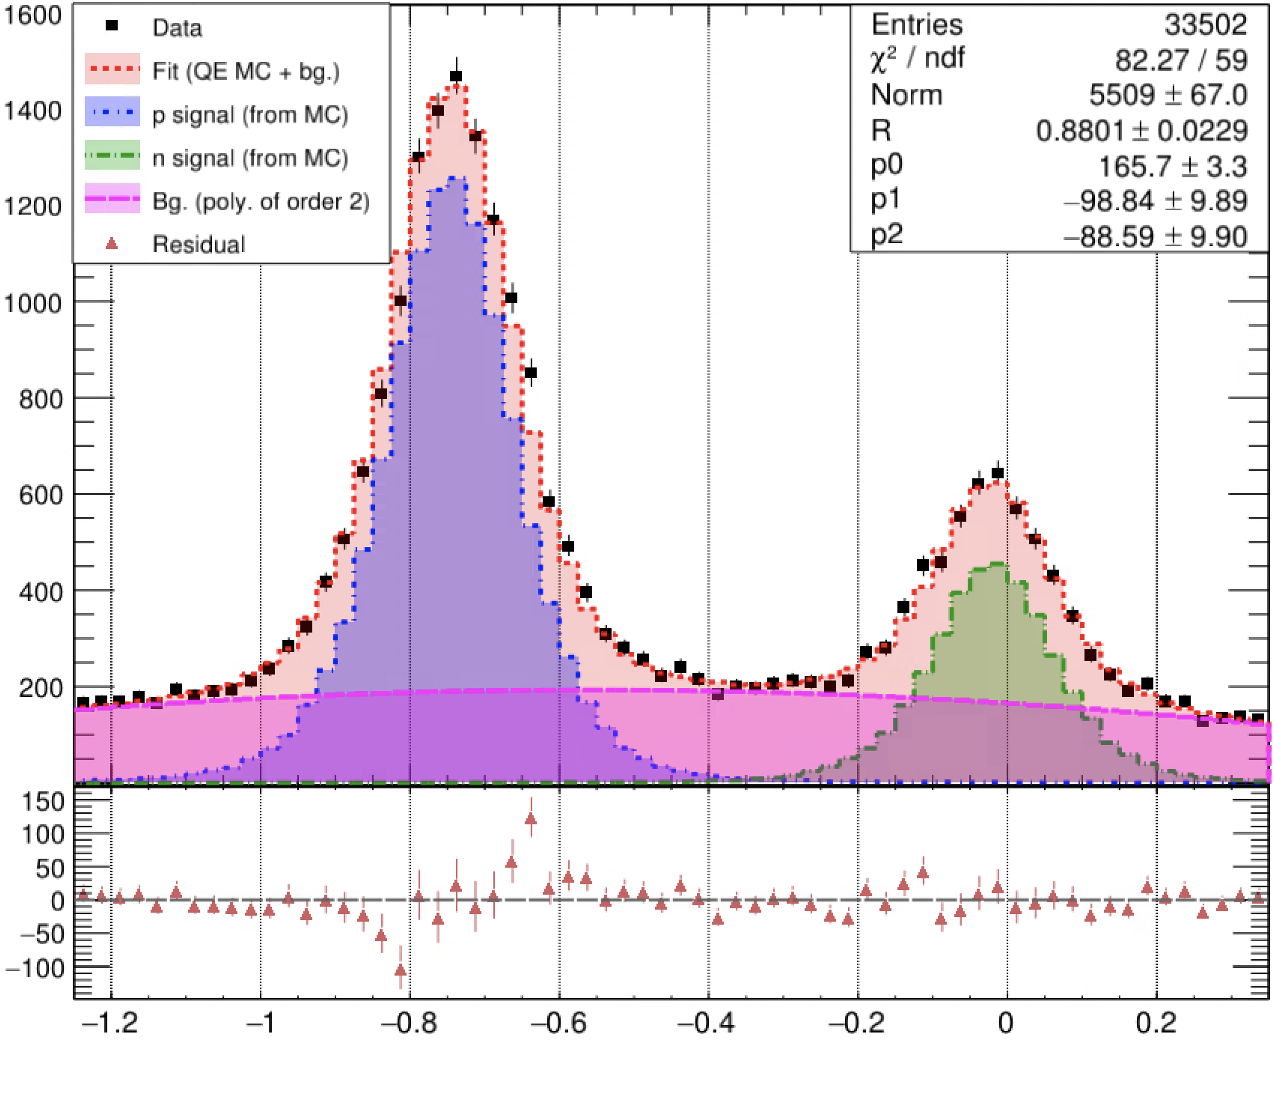 1600
1400
1200
1000
800
600
400
200
Data
Fit (QE MC + bg.)
p signal (from MC)
n signal (from MC)
Bg. (poly. of order 2)
Residual
Entries 33502
χ² / ndf 82.27 / 59
Norm 5509 ± 67.0
R 0.8801 ± 0.0229
p0 165.7 ± 3.3
p1 −98.84 ± 9.89
p2 −88.59 ± 9.90
150
100
50
0
−50
−100
−1.2 −1 −0.8 −0.6 −0.4 −0.2 0 0.2